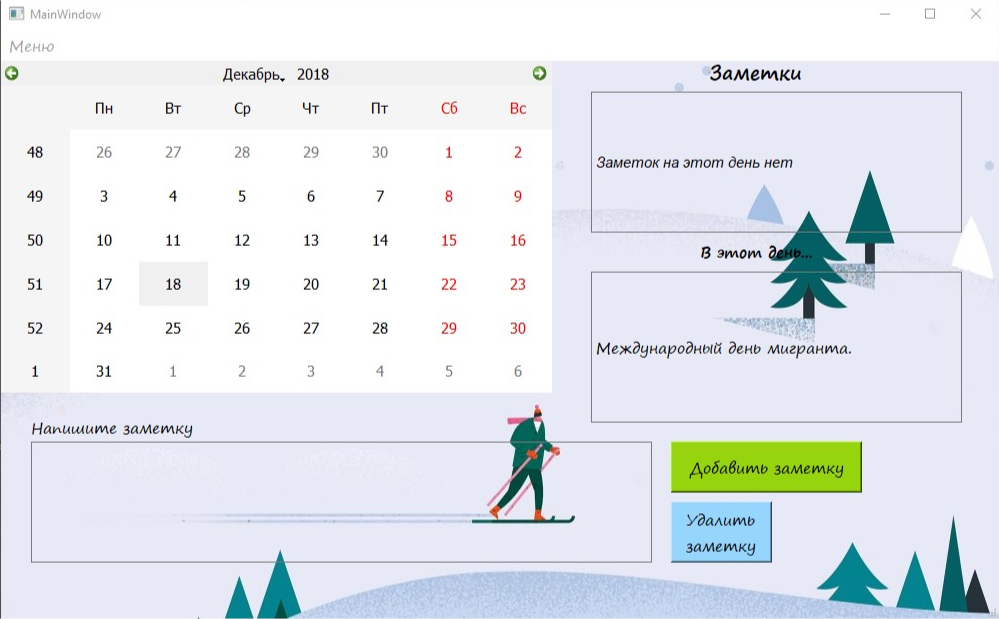 MainWindow
Меню
Декабрь 2018
Пн Вт Ср Чт Пт Сб Вс
48 26 27 28 29 30 1 2
49 3 4 5 6 7 8 9
50 10 11 12 13 14 15 16
51 17 18 19 20 21 22 23
52 24 25 26 27 28 29 30
1 31 1 2 3 4 5 6
Заметки
Заметок на этот день нет
В этот день...
Международный день мигранта.
Напишите заметку
Добавить заметку
Удалить
заметку